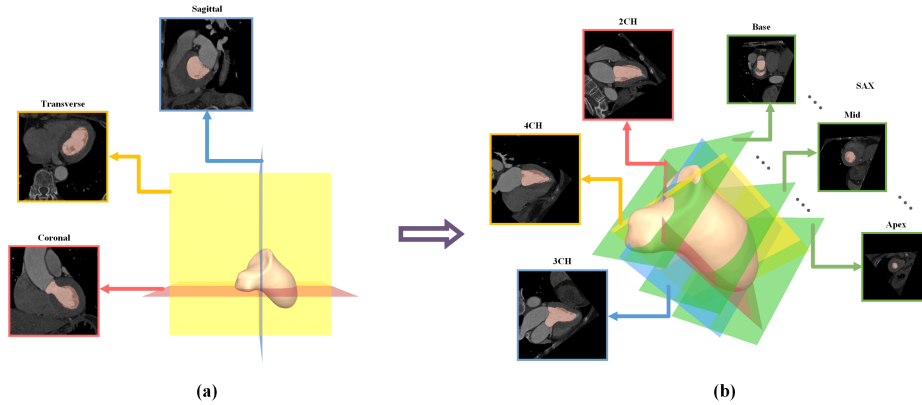 Sagittal
Transverse
Coronal
(a)
2CH
Base
SAX
Mid
4CH
Apex
3CH
(b)